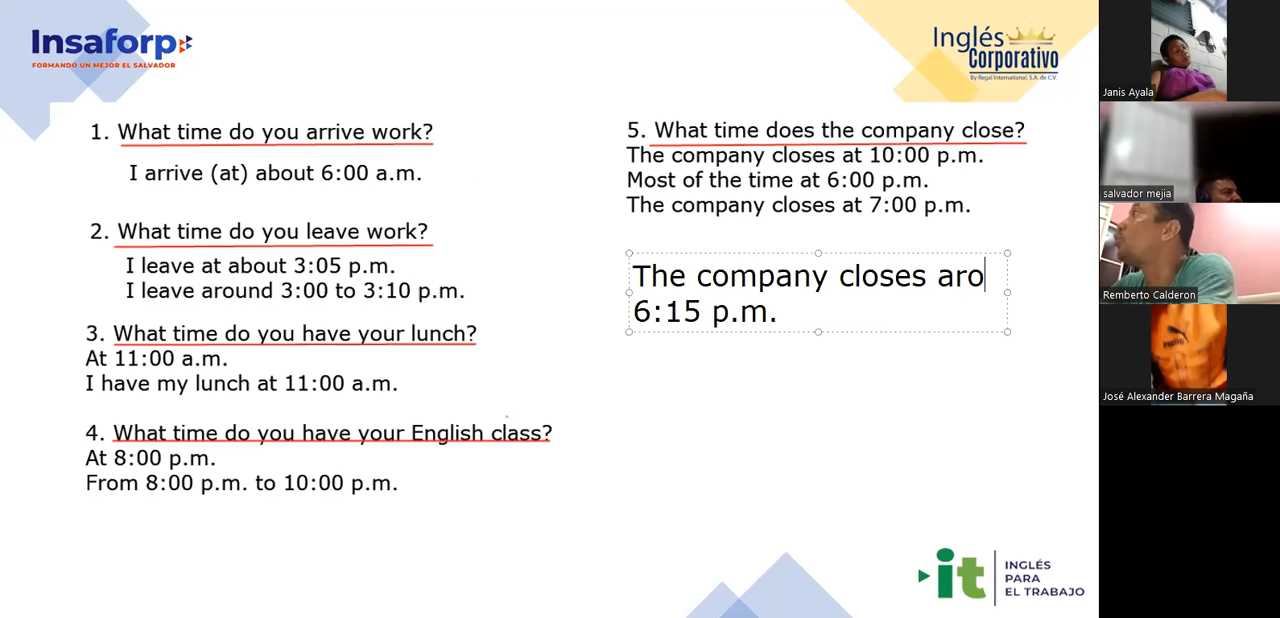 Insaforp
FORMANDO UN MEJOR EL SALVADOR
Inglés
Corporativo
By Regal International, S.A. de C.V.
1. What time do you arrive work?
I arrive (at) about 6:00 a.m.
2. What time do you leave work?
I leave at about 3:05 p.m.
I leave around 3:00 to 3:10 p.m.
3. What time do you have your lunch?
At 11:00 a.m.
I have my lunch at 11:00 a.m.
4. What time do you have your English class?
At 8:00 p.m.
From 8:00 p.m. to 10:00 p.m.
5. What time does the company close?
The company closes at 10:00 p.m.
Most of the time at 6:00 p.m.
The company closes at 7:00 p.m.
The company closes aro
6:15 p.m.
it
INGLÉS
PARA
EL TRABAJO
Janis Ayala
salvador mejia
Remberto Calderon
PUMA
José Alexander Barrera Magaña